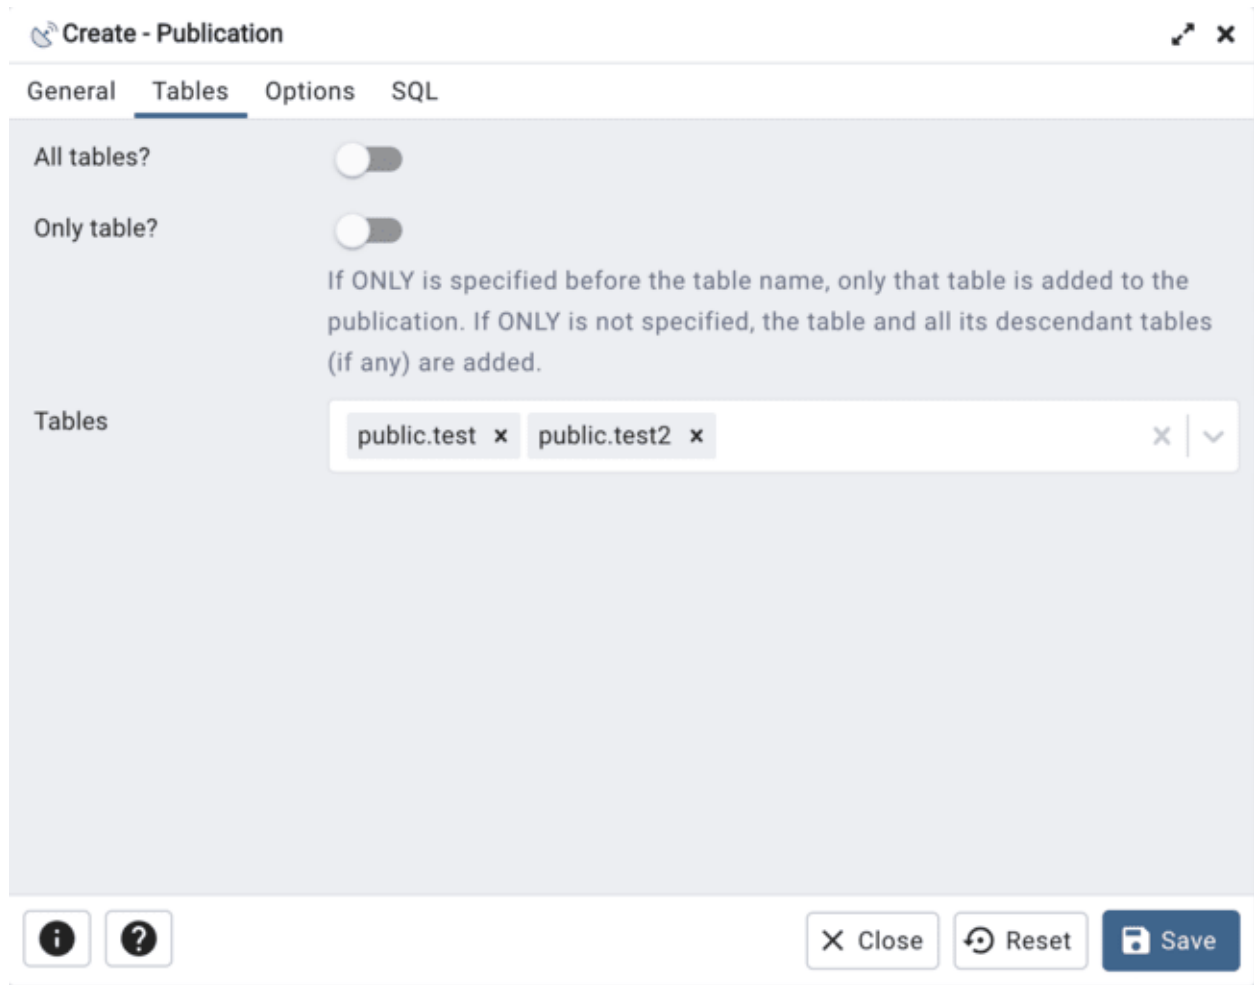 Create - Publication
General Tables Options SQL
All tables?
Only table?
If ONLY is specified before the table name, only that table is added to the
publication. If ONLY is not specified, the table and all its descendant tables
(if any) are added.
Tables public.test public.test2
Close Reset Save